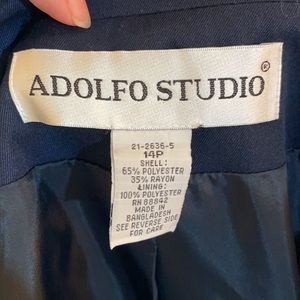 ADOLFO STUDIO®
21-2636-5
14P
SHELL:
65% POLYESTER
35% RAYON
LINING:
100% POLYESTER
RN 88842
MADE IN
BANGLADESH
SEE REVERSE SIDE
FOR CARE